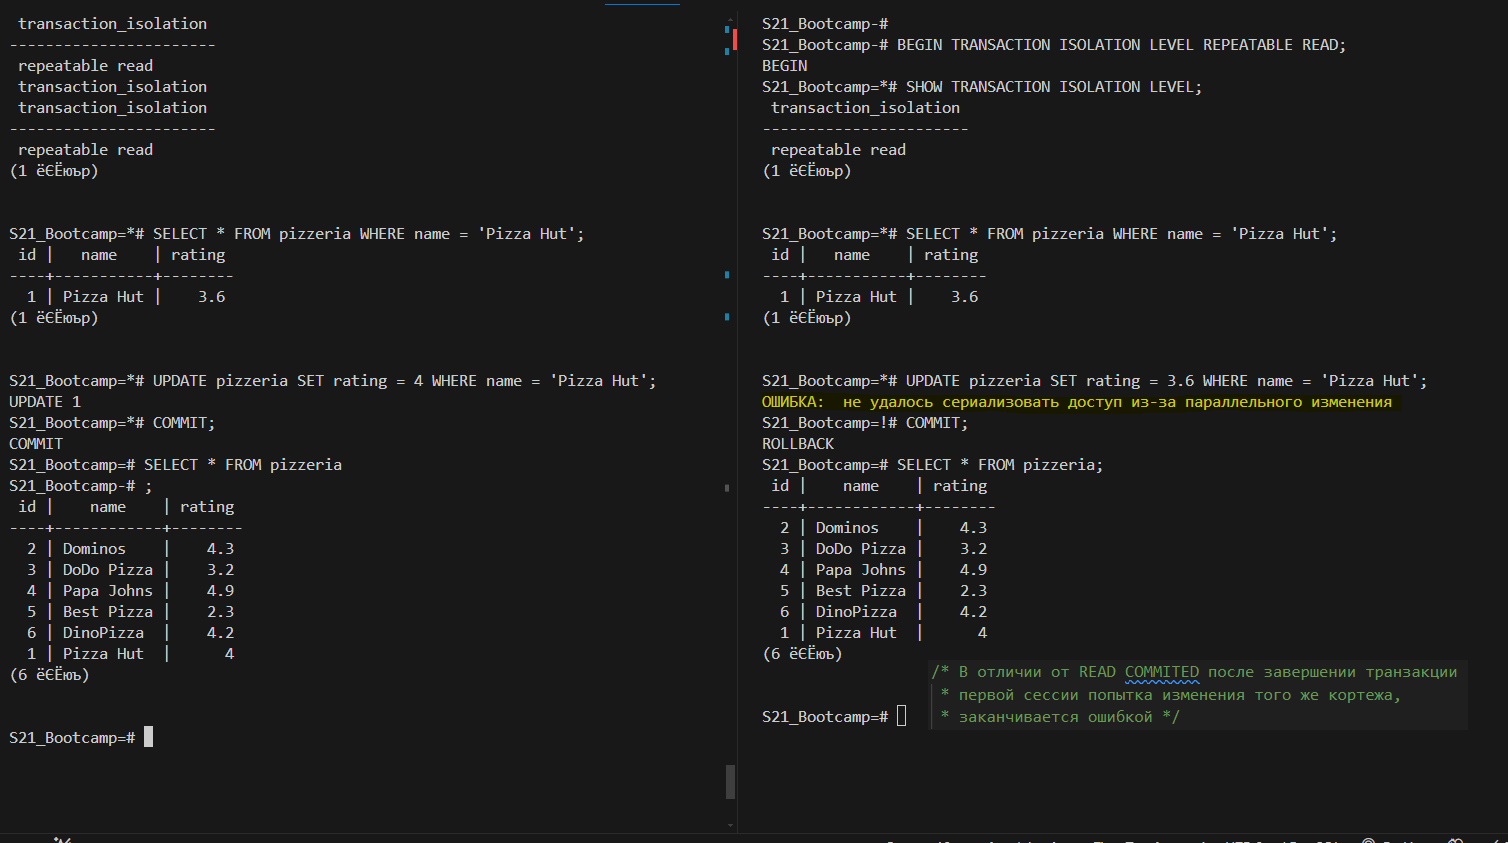 transaction_isolation
-----------------------
repeatable read
transaction_isolation
transaction_isolation
-----------------------
repeatable read
(1 ёЄЁюър)
S21_Bootcamp=*# SELECT * FROM pizzeria WHERE name = 'Pizza Hut';
id |   name    | rating
----+-----------+--------
1 | Pizza Hut |    3.6
(1 ёЄЁюър)
S21_Bootcamp=*# UPDATE pizzeria SET rating = 4 WHERE name = 'Pizza Hut';
UPDATE 1
S21_Bootcamp=*# COMMIT;
COMMIT
S21_Bootcamp=# SELECT * FROM pizzeria
S21_Bootcamp-# ;
id |    name    | rating
----+------------+--------
2 | Dominos    |    4.3
3 | DoDo Pizza |    3.2
4 | Papa Johns |    4.9
5 | Best Pizza |    2.3
6 | DinoPizza  |    4.2
1 | Pizza Hut  |      4
(6 ёЄЁюъ)
S21_Bootcamp=#
S21_Bootcamp-#
S21_Bootcamp-# BEGIN TRANSACTION ISOLATION LEVEL REPEATABLE READ;
BEGIN
S21_Bootcamp=*# SHOW TRANSACTION ISOLATION LEVEL;
transaction_isolation
-----------------------
repeatable read
(1 ёЄЁюър)
S21_Bootcamp=*# SELECT * FROM pizzeria WHERE name = 'Pizza Hut';
id |   name    | rating
----+-----------+--------
1 | Pizza Hut |    3.6
(1 ёЄЁюър)
S21_Bootcamp=*# UPDATE pizzeria SET rating = 3.6 WHERE name = 'Pizza Hut';
ОШИБКА:  не удалось сериализовать доступ из-за параллельного изменения
S21_Bootcamp=!# COMMIT;
ROLLBACK
S21_Bootcamp=# SELECT * FROM pizzeria;
id |    name    | rating
----+------------+--------
2 | Dominos    |    4.3
3 | DoDo Pizza |    3.2
4 | Papa Johns |    4.9
5 | Best Pizza |    2.3
6 | DinoPizza  |    4.2
1 | Pizza Hut  |      4
(6 ёЄЁюъ)
/* В отличии от READ COMMITED после завершении транзакции
* первой сессии попытка изменения того же кортежа,
* заканчивается ошибкой */
S21_Bootcamp=#